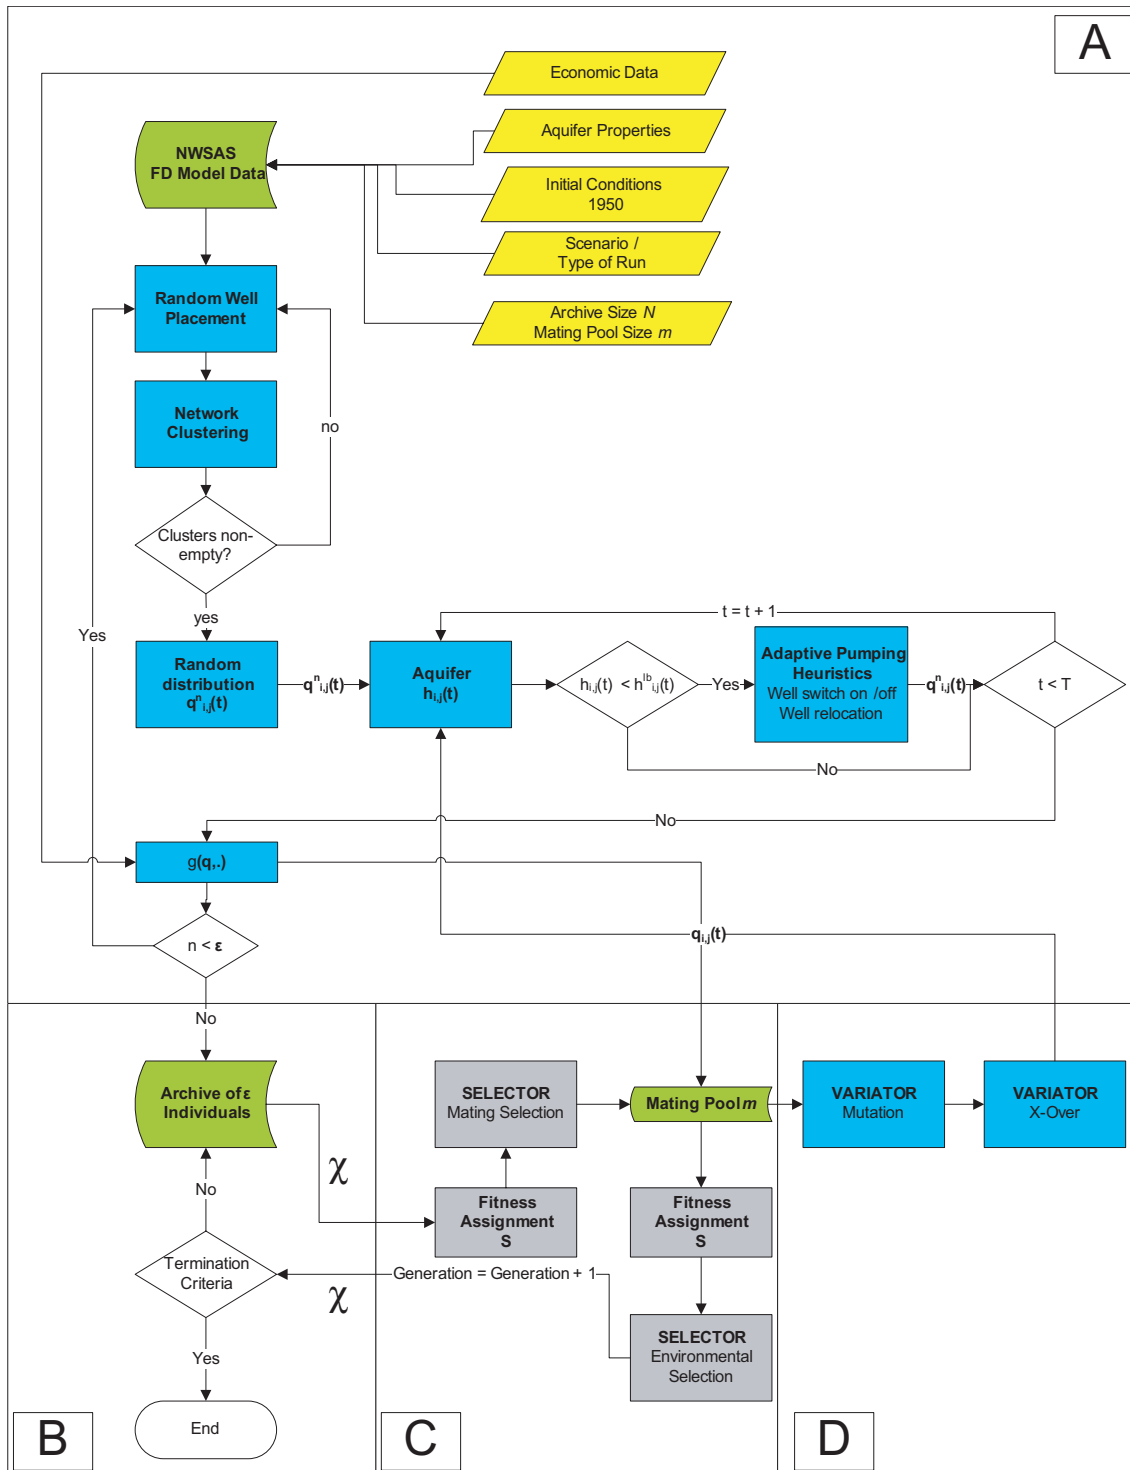 A
Economic Data
Aquifer Properties
NWSAS
FD Model Data
Initial Conditions
1950
Scenario /
Type of Run
Random Well
Placement
Archive Size N
Mating Pool Size m
Network
Clustering
no
Clusters non-
empty?
yes
Yes
t = t + 1
Random
distribution
qⁿi,j(t)
qⁿi,j(t)
Aquifer
hi,j(t)
hi,j(t) < hˡᵇi,j(t)
Yes
Adaptive Pumping
Heuristics
Well switch on /off
Well relocation
qⁿi,j(t)
t < T
No
No
g(q,.)
n < ε
qi,j(t)
No
Archive of ε
Individuals
SELECTOR
Mating Selection
Mating Pool m
VARIATOR
Mutation
VARIATOR
X-Over
χ
No
Fitness
Assignment
S
Fitness
Assignment
S
Termination
Criteria
Generation = Generation + 1
χ
SELECTOR
Environmental
Selection
Yes
End
B
C
D